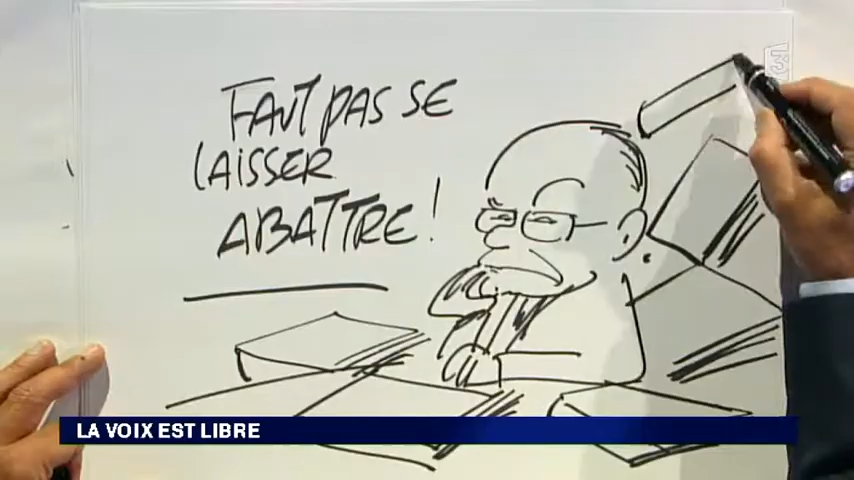 FAUT PAS SE
LAISSER
ABATTRE !
LA VOIX EST LIBRE